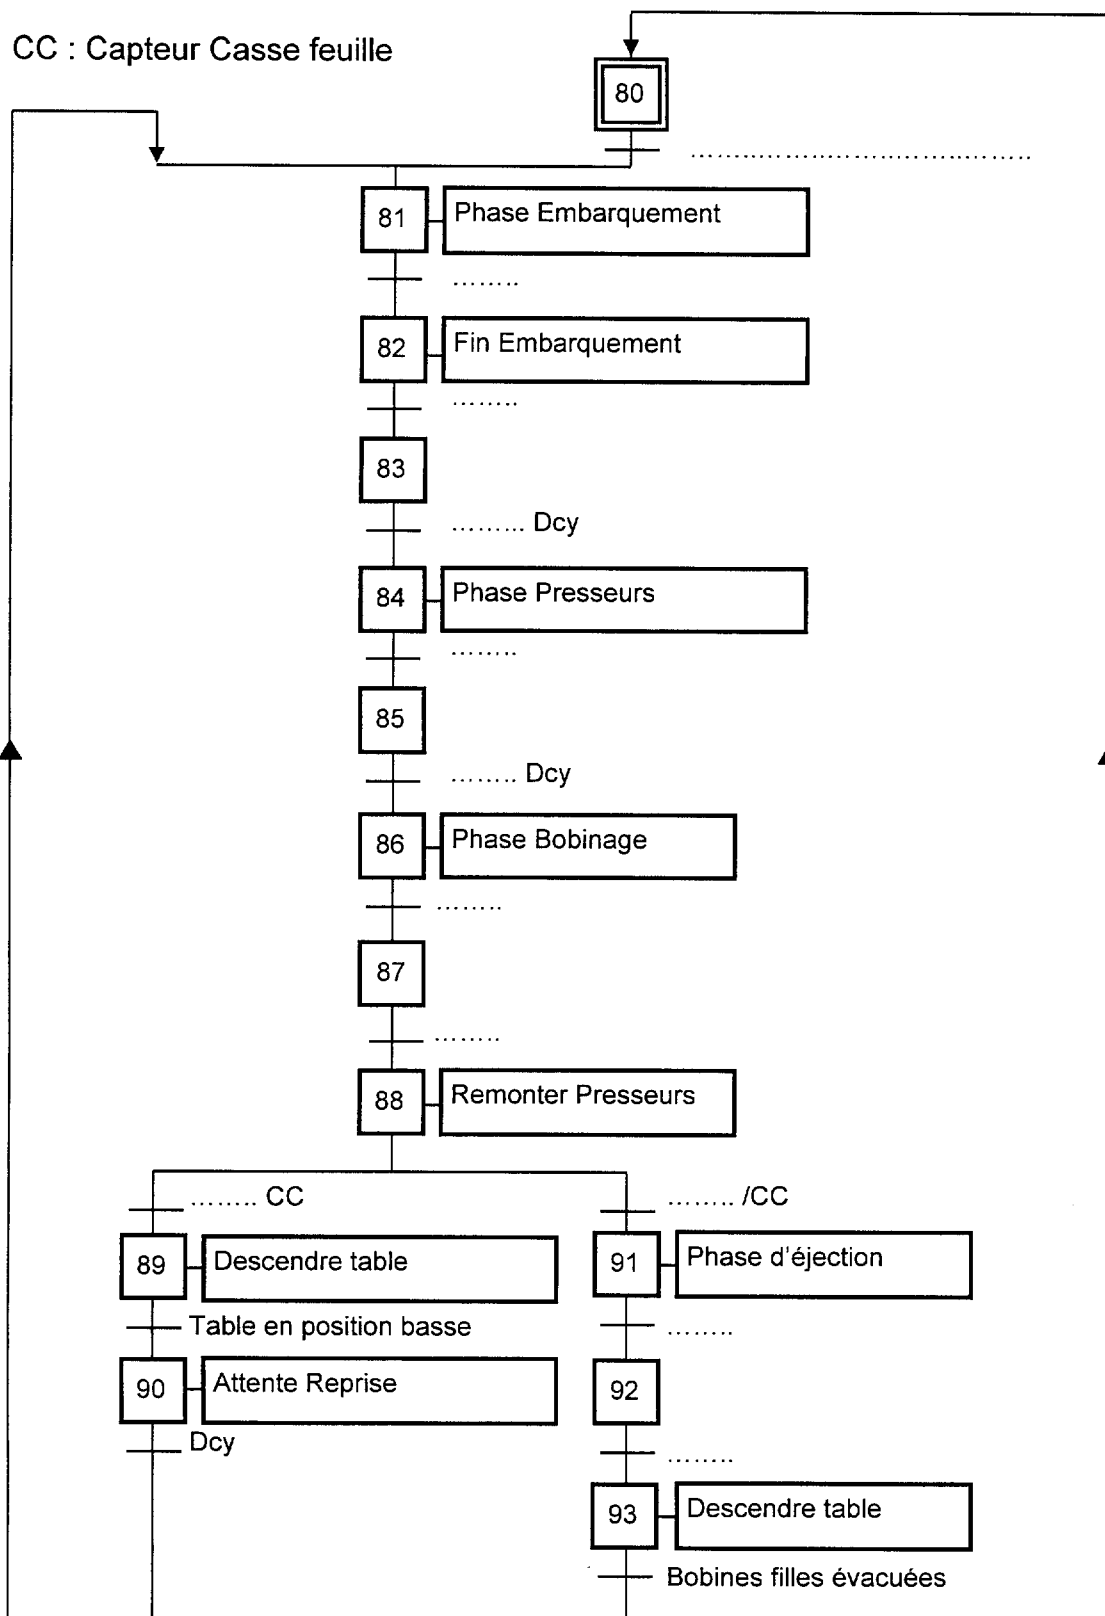 CC : Capteur Casse feuille
80
....................................
81 Phase Embarquement
........
82 Fin Embarquement
........
83
......... Dcy
84 Phase Presseurs
........
85
........ Dcy
86 Phase Bobinage
........
87
........
88 Remonter Presseurs
........ CC
........ /CC
89 Descendre table
91 Phase d'éjection
Table en position basse
........
90 Attente Reprise
92
Dcy
........
93 Descendre table
Bobines filles évacuées